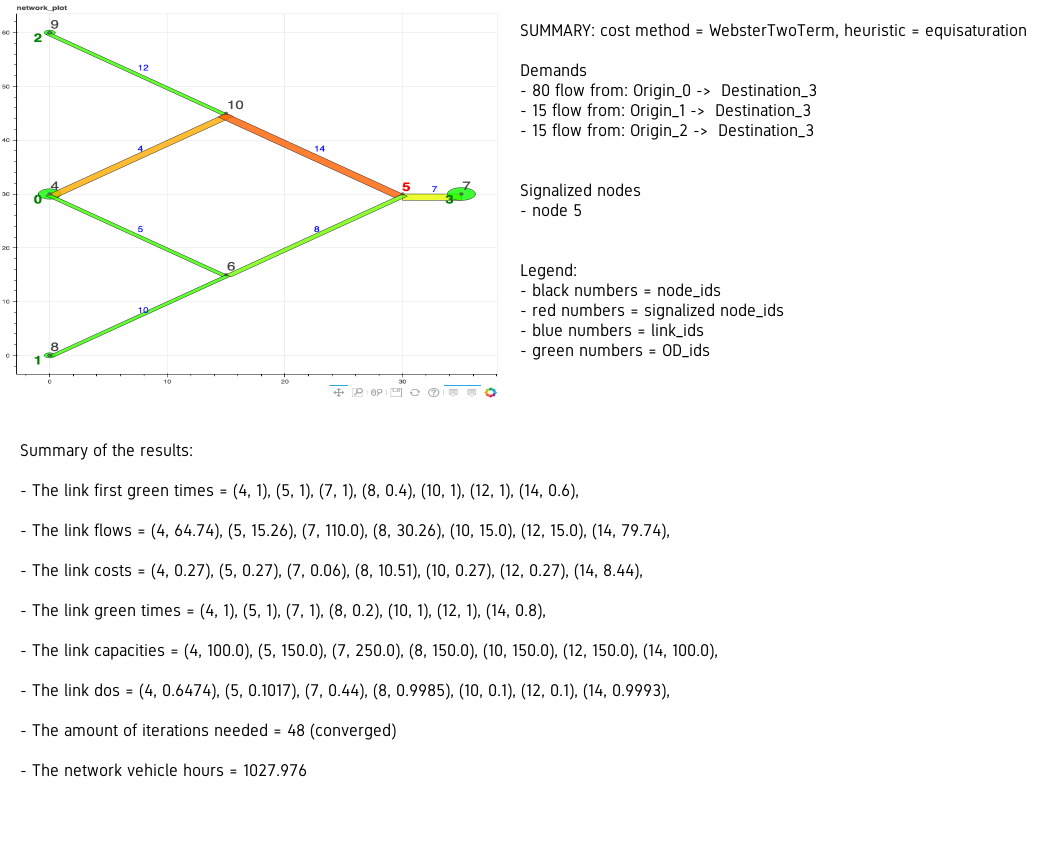 network_plot
SUMMARY: cost method = WebsterTwoTerm, heuristic = equisaturation
Demands
- 80 flow from: Origin_0 -> Destination_3
- 15 flow from: Origin_1 -> Destination_3
- 15 flow from: Origin_2 -> Destination_3
Signalized nodes
- node 5
Legend:
- black numbers = node_ids
- red numbers = signalized node_ids
- blue numbers = link_ids
- green numbers = OD_ids
60
50
40
30
20
10
0
0
10
20
30
9
2
12
10
4
14
4
0
5
7
7
3
5
8
6
10
8
1
Summary of the results:
- The link first green times = (4, 1), (5, 1), (7, 1), (8, 0.4), (10, 1), (12, 1), (14, 0.6),
- The link flows = (4, 64.74), (5, 15.26), (7, 110.0), (8, 30.26), (10, 15.0), (12, 15.0), (14, 79.74),
- The link costs = (4, 0.27), (5, 0.27), (7, 0.06), (8, 10.51), (10, 0.27), (12, 0.27), (14, 8.44),
- The link green times = (4, 1), (5, 1), (7, 1), (8, 0.2), (10, 1), (12, 1), (14, 0.8),
- The link capacities = (4, 100.0), (5, 150.0), (7, 250.0), (8, 150.0), (10, 150.0), (12, 150.0), (14, 100.0),
- The link dos = (4, 0.6474), (5, 0.1017), (7, 0.44), (8, 0.9985), (10, 0.1), (12, 0.1), (14, 0.9993),
- The amount of iterations needed = 48 (converged)
- The network vehicle hours = 1027.976